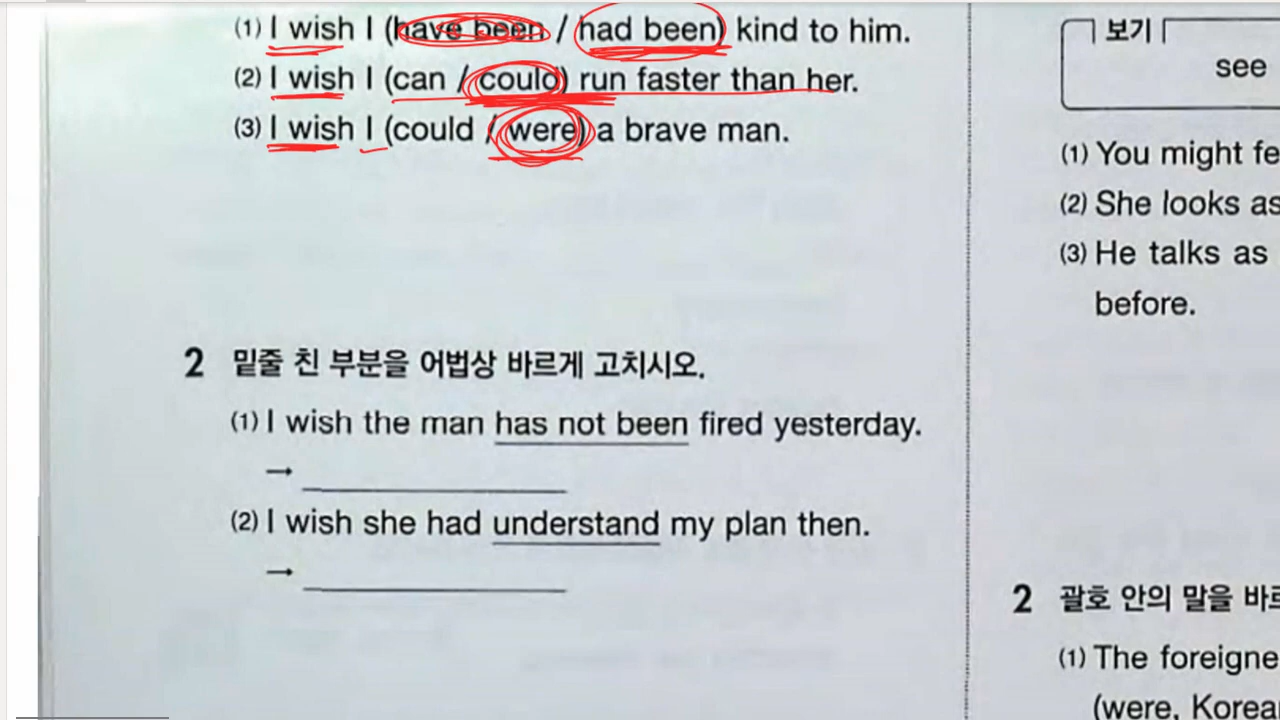 (1) I wish I (have been / had been) kind to him.
(2) I wish I (can / could) run faster than her.
(3) I wish I (could / were) a brave man.
2 밑줄 친 부분을 어법상 바르게 고치시오.
(1) I wish the man has not been fired yesterday.
→
(2) I wish she had understand my plan then.
→
보기
see
(1) You might fe
(2) She looks as
(3) He talks as
before.
2 괄호 안의 말을 바르
(1) The foreigne
(were, Korea